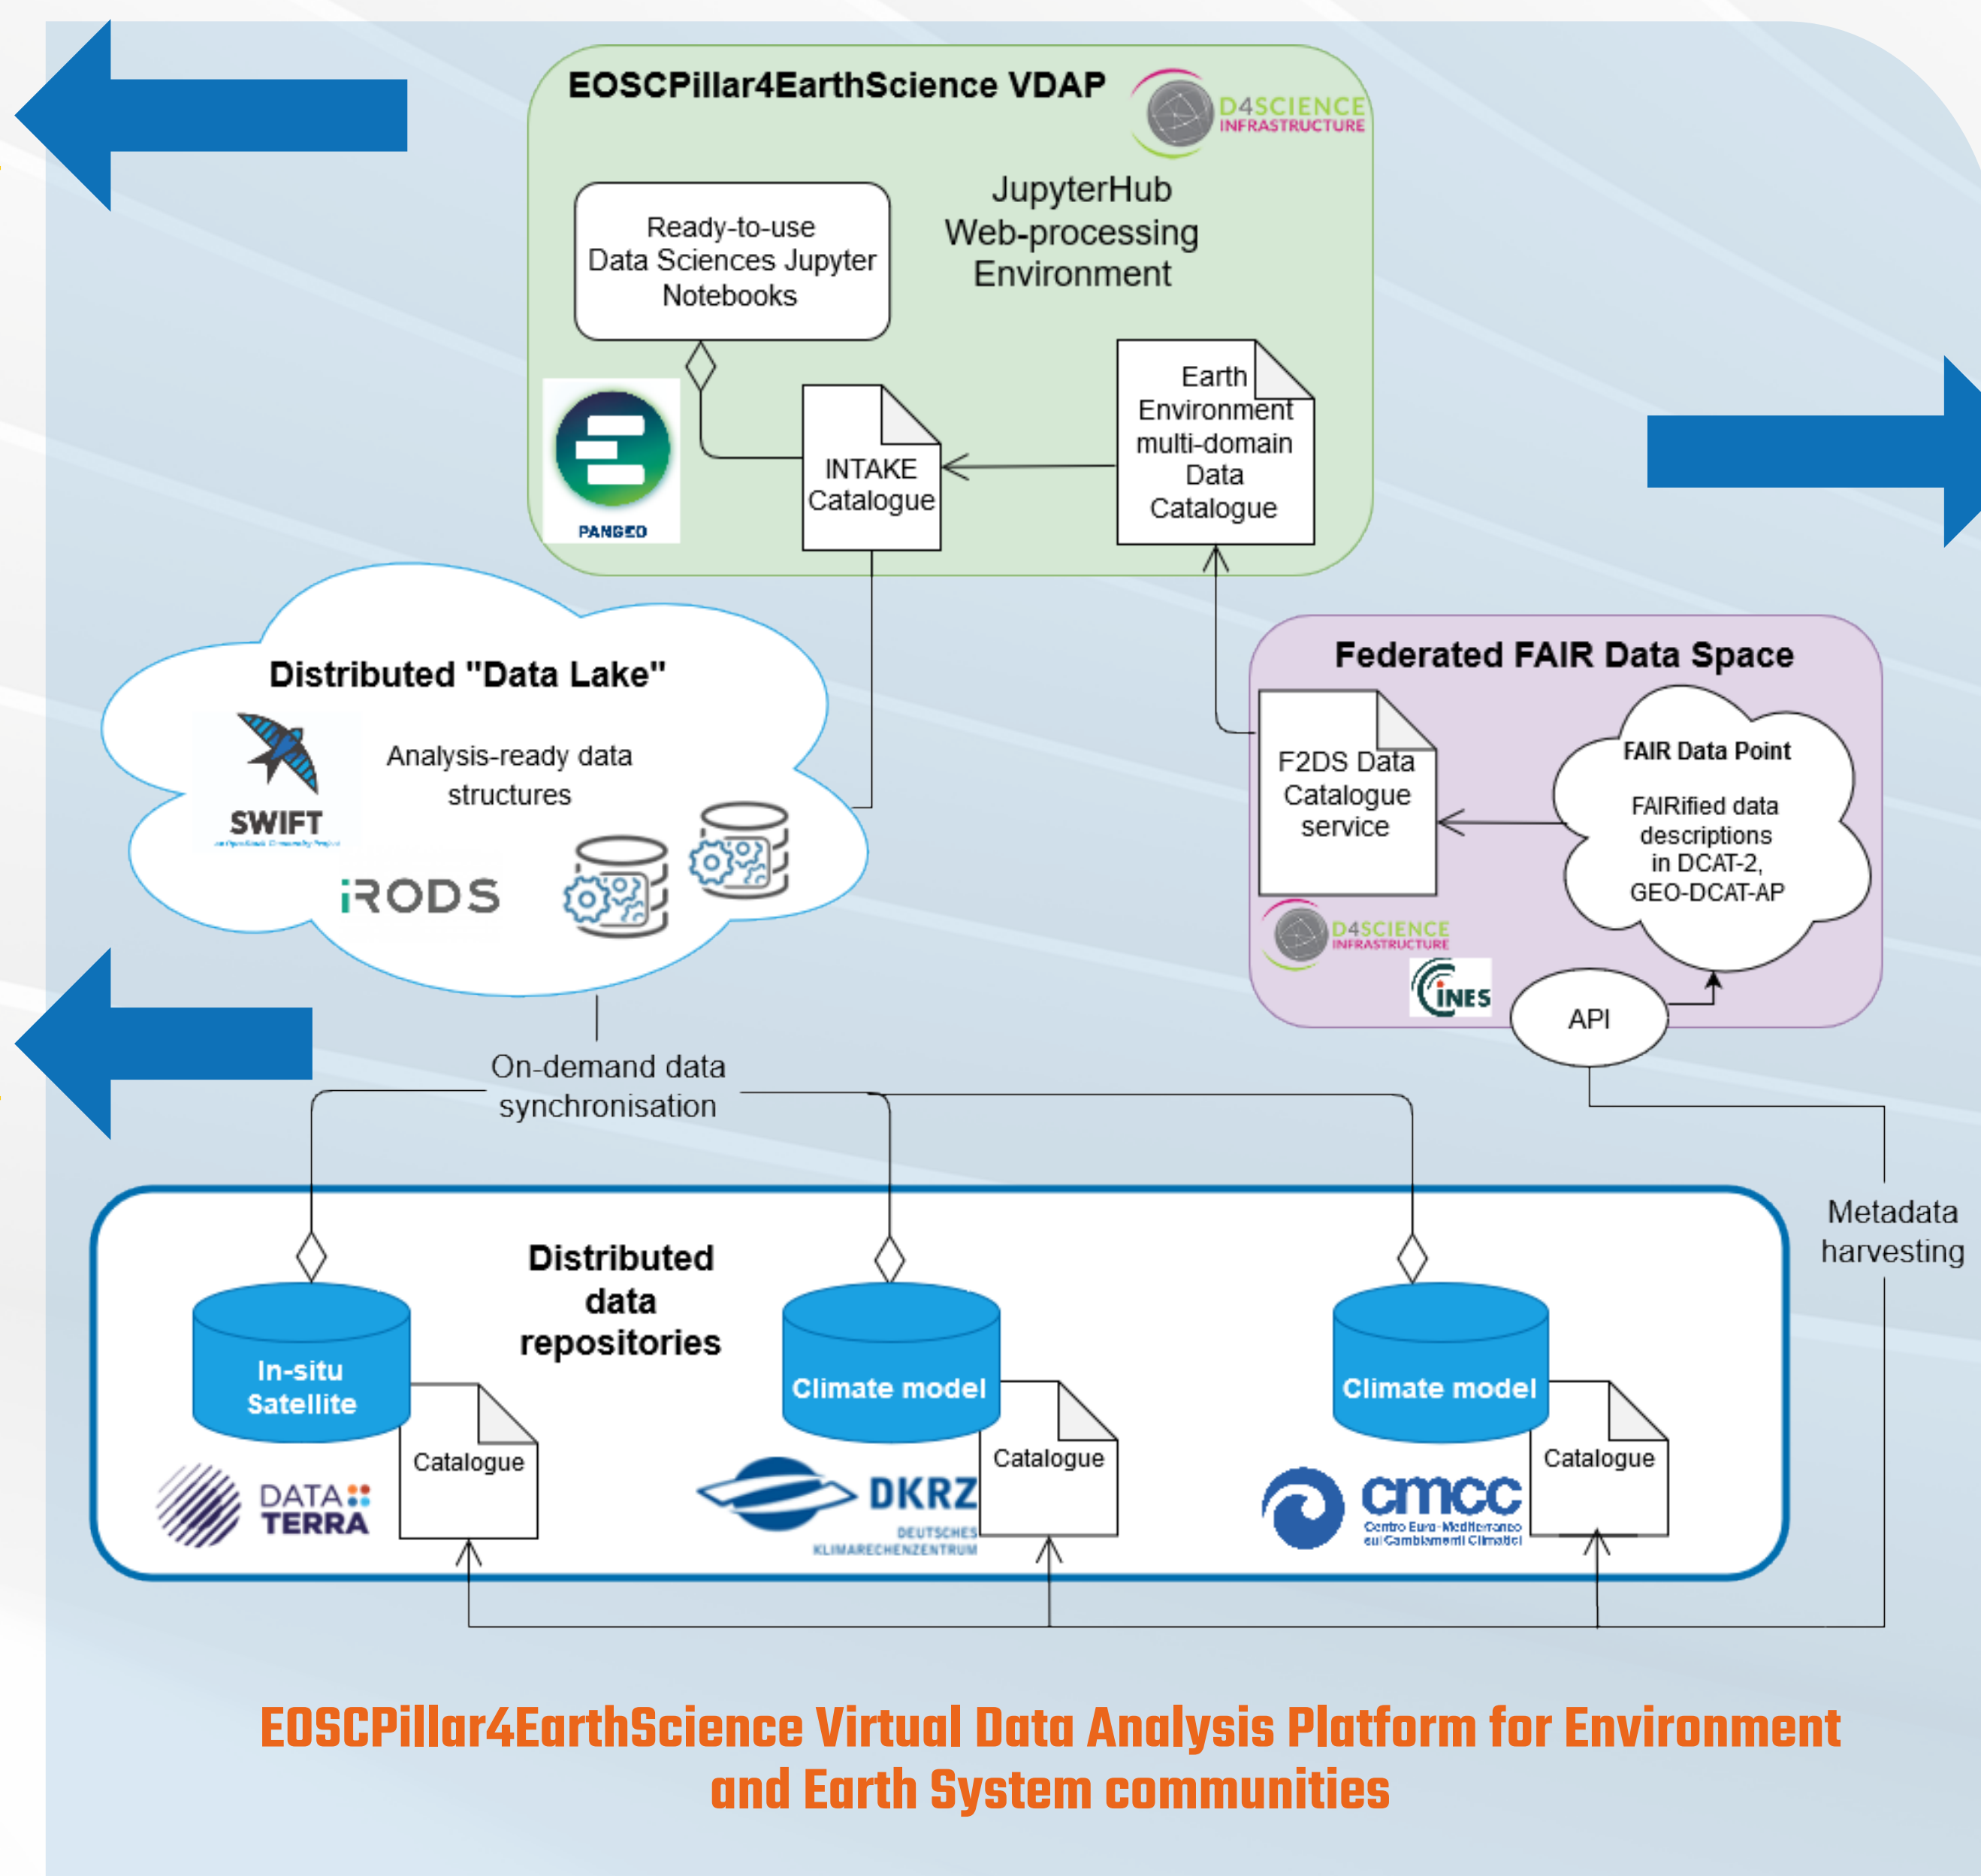 EOSCPillar4EarthScience VDAP
D4SCIENCE
INFRASTRUCTURE
JupyterHub
Web-processing
Environment
Ready-to-use
Data Sciences Jupyter
Notebooks
PANGEO
INTAKE
Catalogue
Earth
Environment
multi-domain
Data
Catalogue
Distributed "Data Lake"
Analysis-ready data
structures
SWIFT
an OpenStack Community Project
iRODS
Federated FAIR Data Space
F2DS Data
Catalogue
service
FAIR Data Point
FAIRified data
descriptions
in DCAT-2,
GEO-DCAT-AP
D4SCIENCE
INFRASTRUCTURE
CINES
API
On-demand data
synchronisation
Metadata
harvesting
Distributed
data
repositories
In-situ
Satellite
Catalogue
DATA
TERRA
Climate model
Catalogue
DKRZ
DEUTSCHES
KLIMARECHENZENTRUM
Climate model
Catalogue
cmcc
Centro Euro-Mediterraneo
sui Cambiamenti Climatici
EOSCPillar4EarthScience Virtual Data Analysis Platform for Environment
and Earth System communities